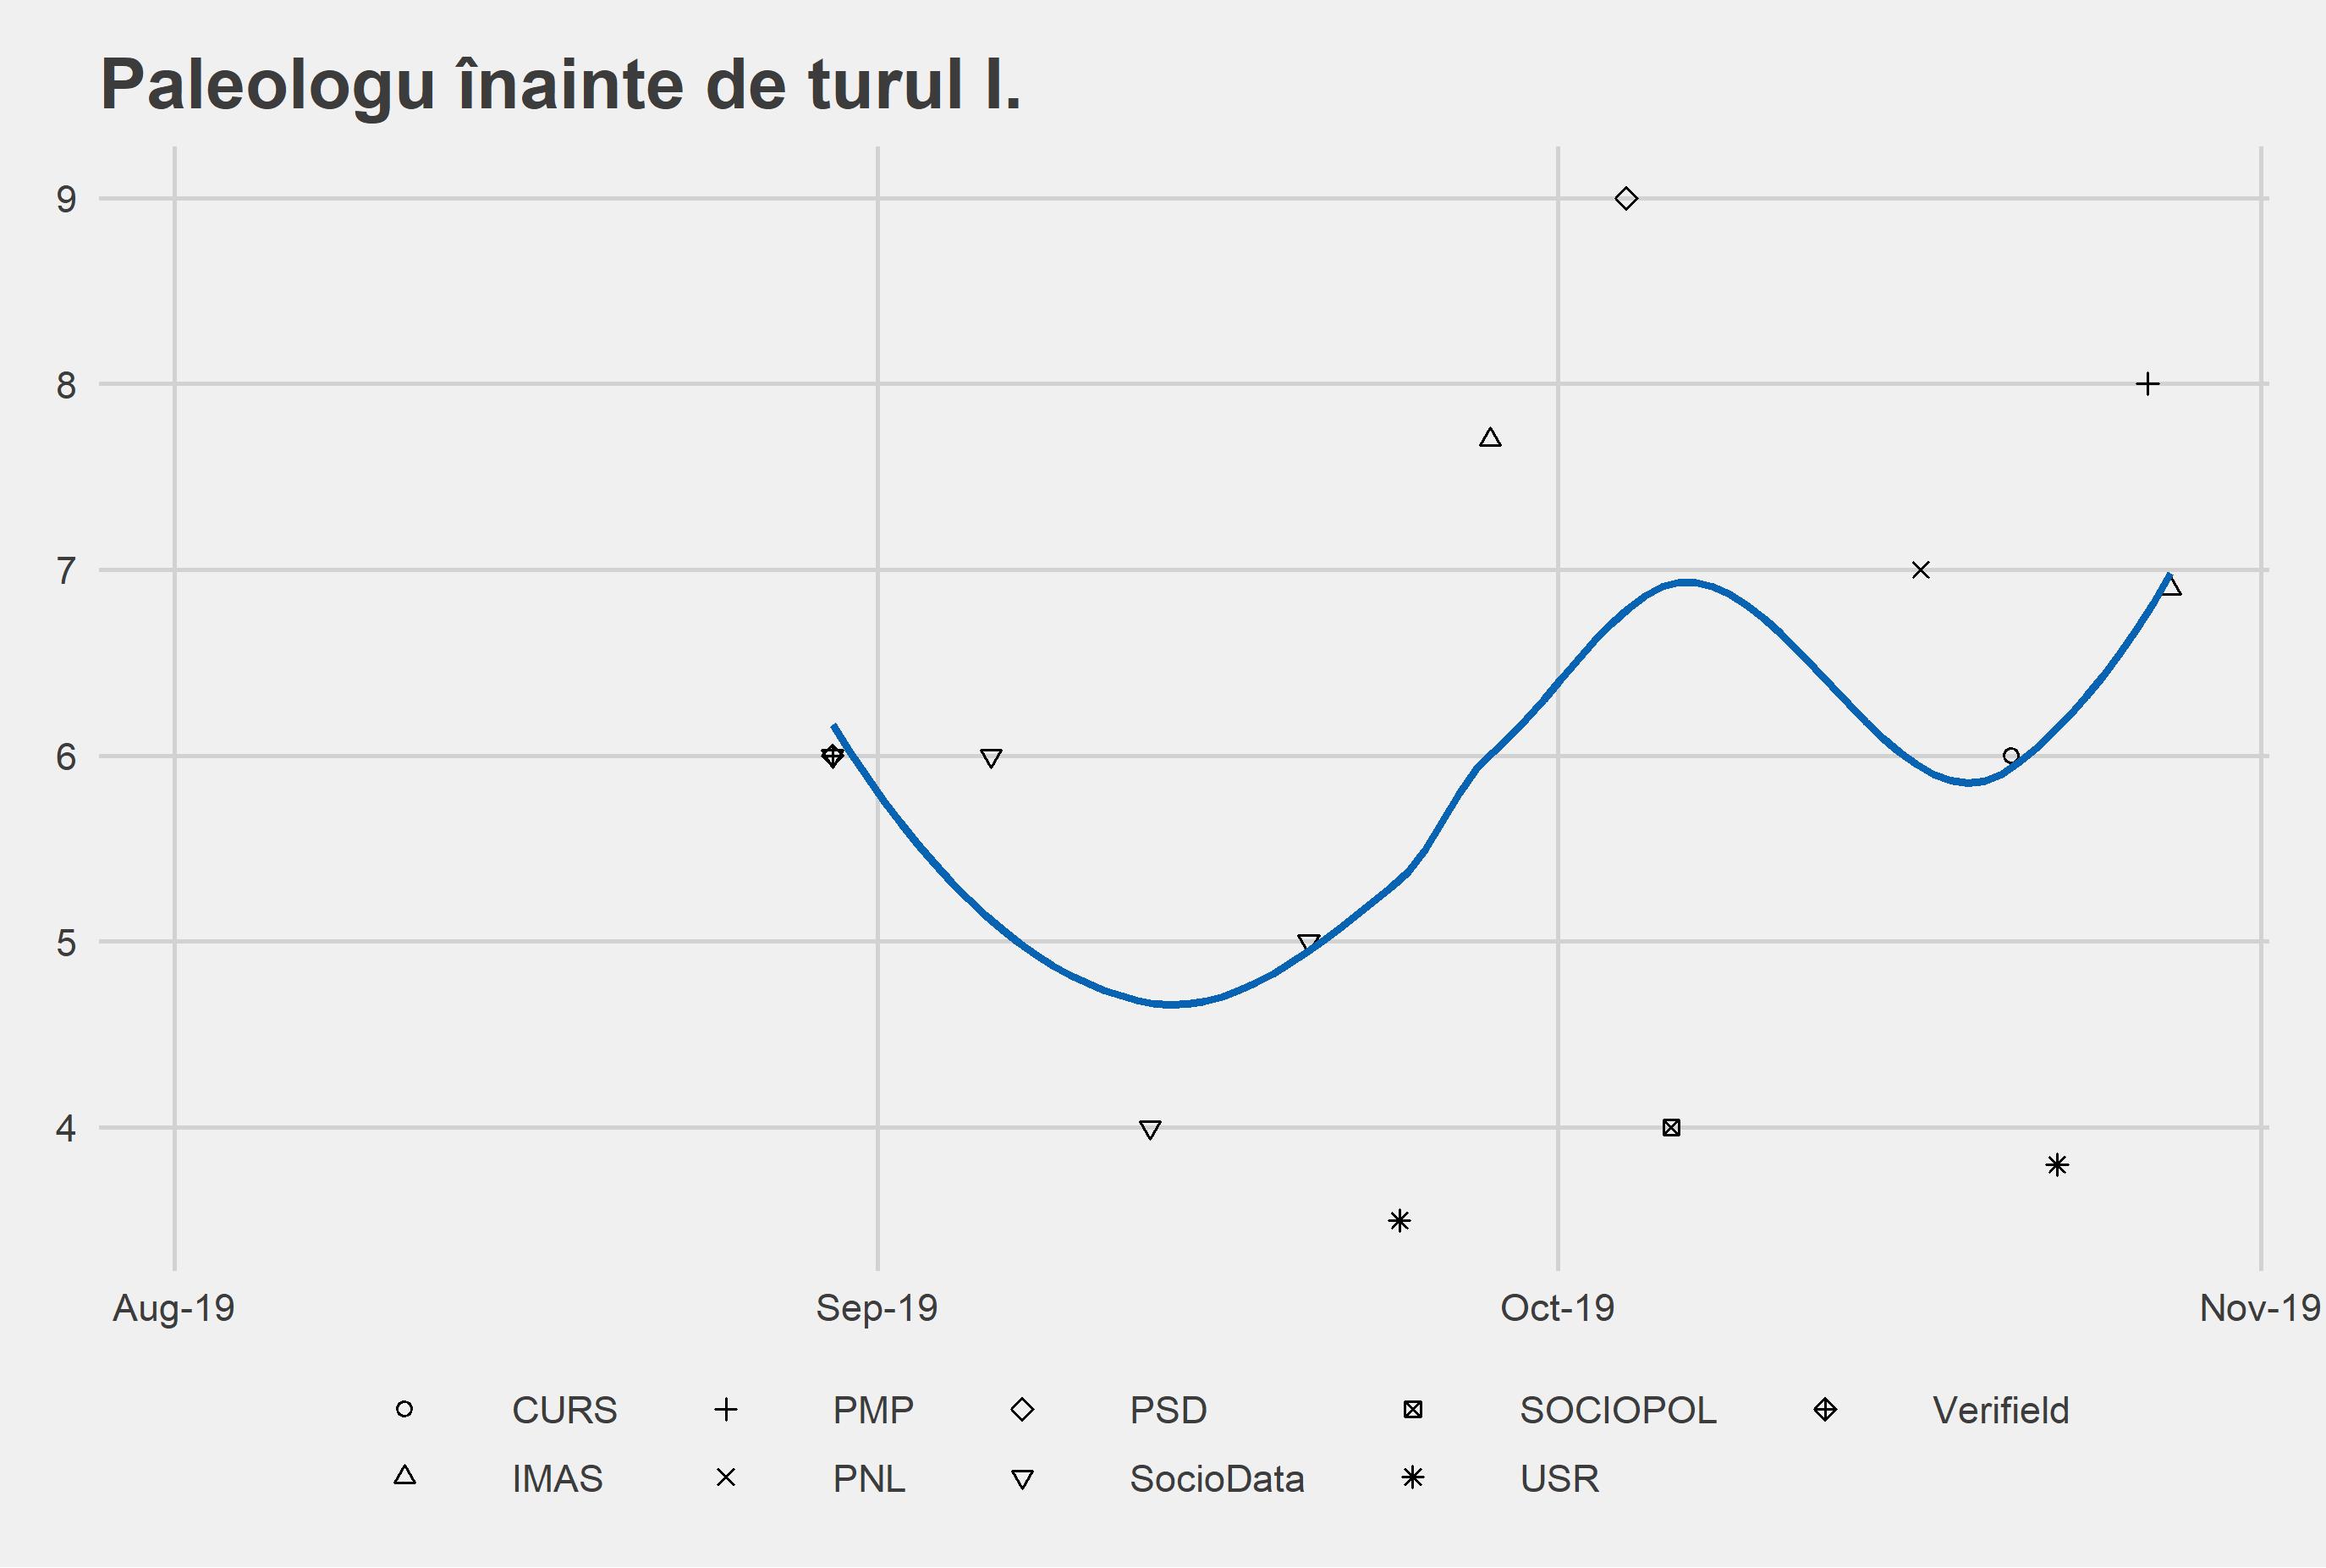 Paleologu înainte de turul I.
9
8
7
6
5
4
Aug-19 Sep-19 Oct-19 Nov-19
CURS PMP PSD SOCIOPOL Verifield
IMAS PNL SocioData USR